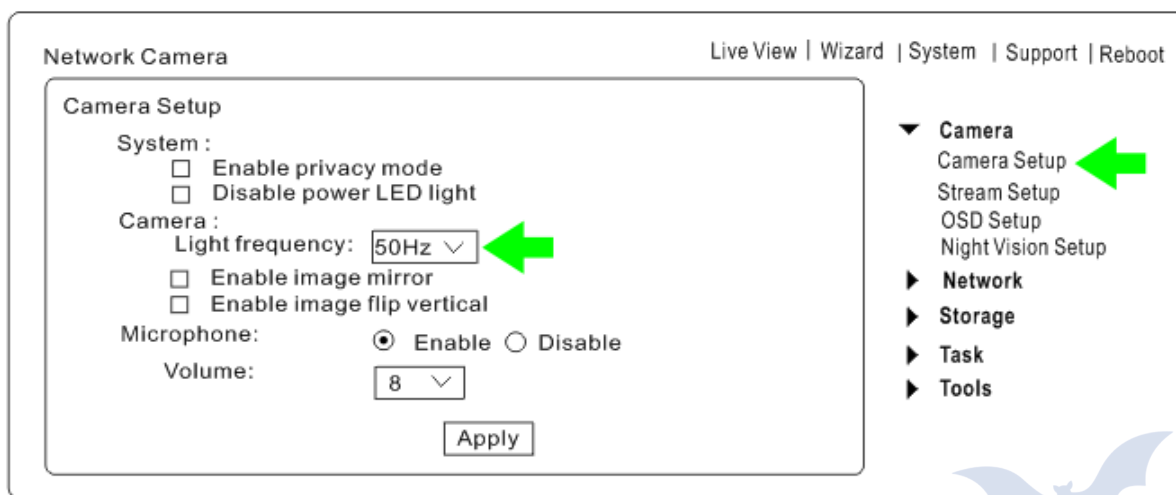 Network Camera
Live View | Wizard | System | Support | Reboot
Camera Setup
System :
Enable privacy mode
Disable power LED light
Camera :
Light frequency: 50Hz
Enable image mirror
Enable image flip vertical
Microphone: Enable Disable
Volume: 8
Apply
Camera
Camera Setup
Stream Setup
OSD Setup
Night Vision Setup
Network
Storage
Task
Tools